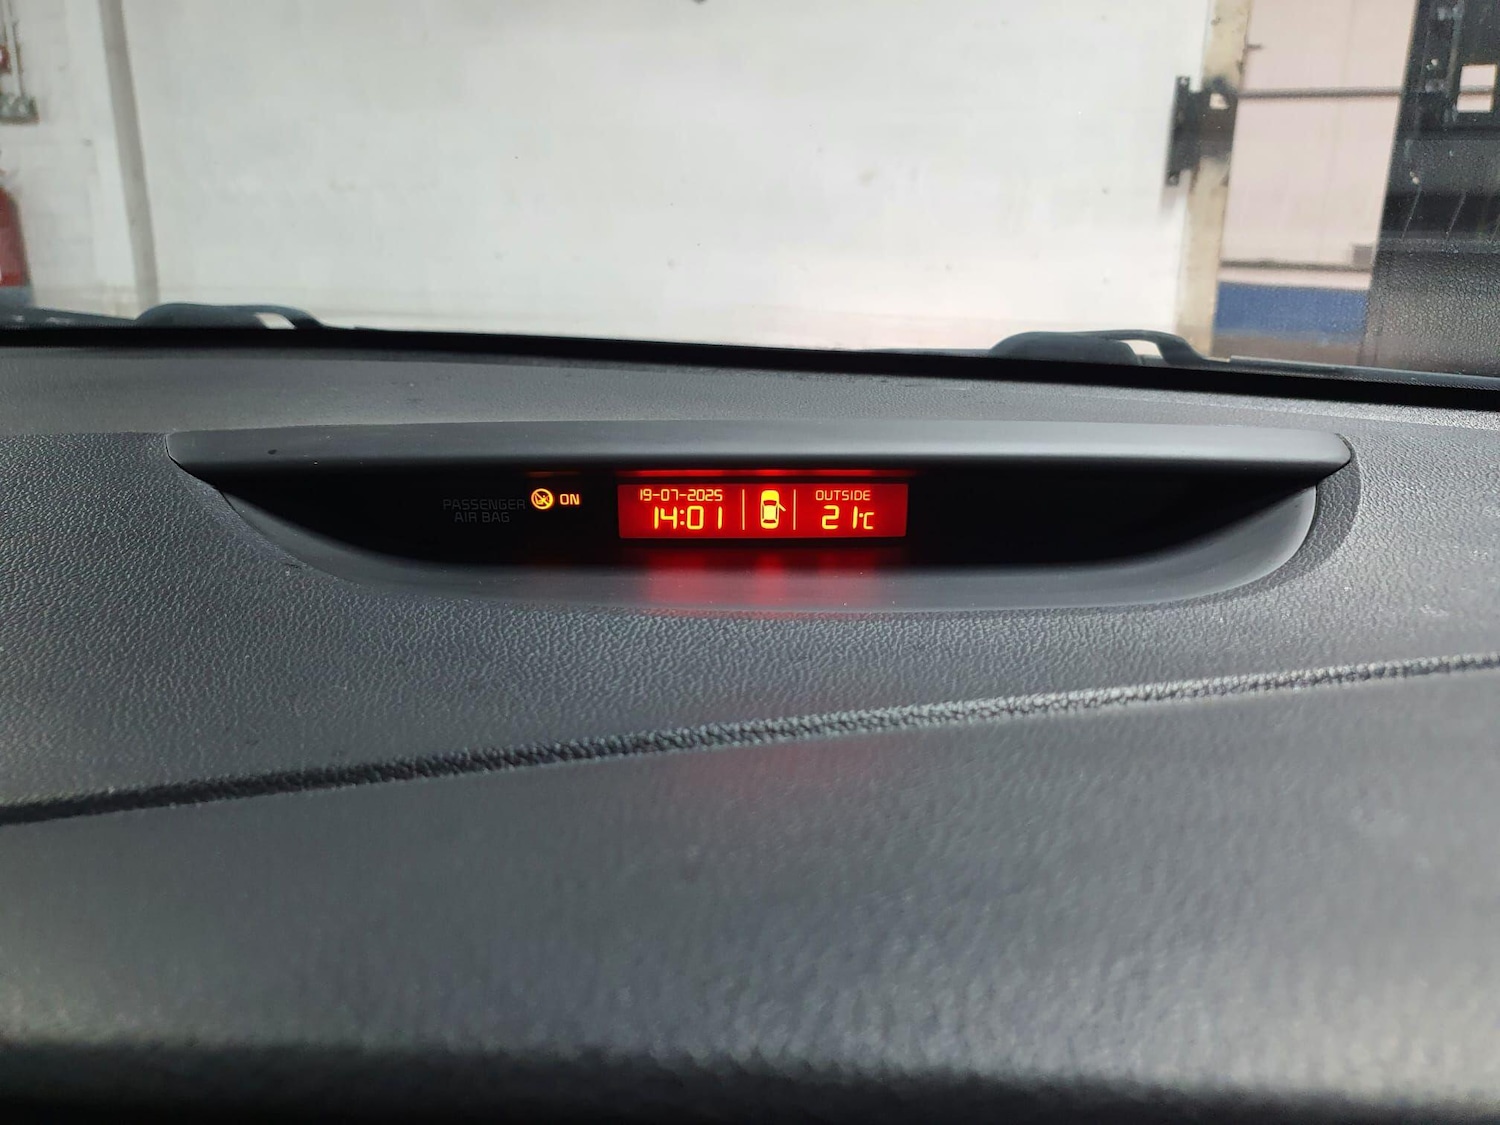 PASSENGER
AIR BAG
ON
19-07-2025
14:01
OUTSIDE
21°C